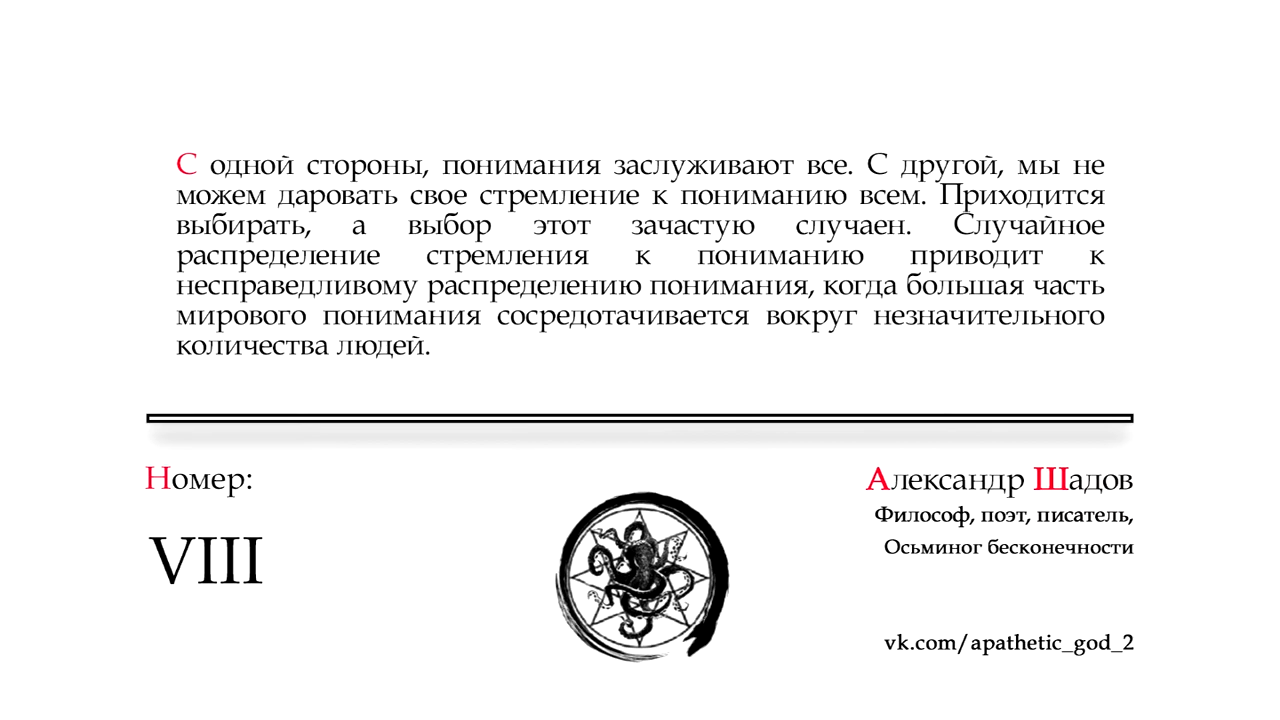 С одной стороны, понимания заслуживают все. С другой, мы не
можем даровать свое стремление к пониманию всем. Приходится
выбирать, а выбор этот зачастую случаен. Случайное
распределение стремления к пониманию приводит к
несправедливому распределению понимания, когда большая часть
мирового понимания сосредотачивается вокруг незначительного
количества людей.
Номер:
VIII
Александр Шадов
Философ, поэт, писатель,
Осьминог бесконечности
vk.com/apathetic_god_2